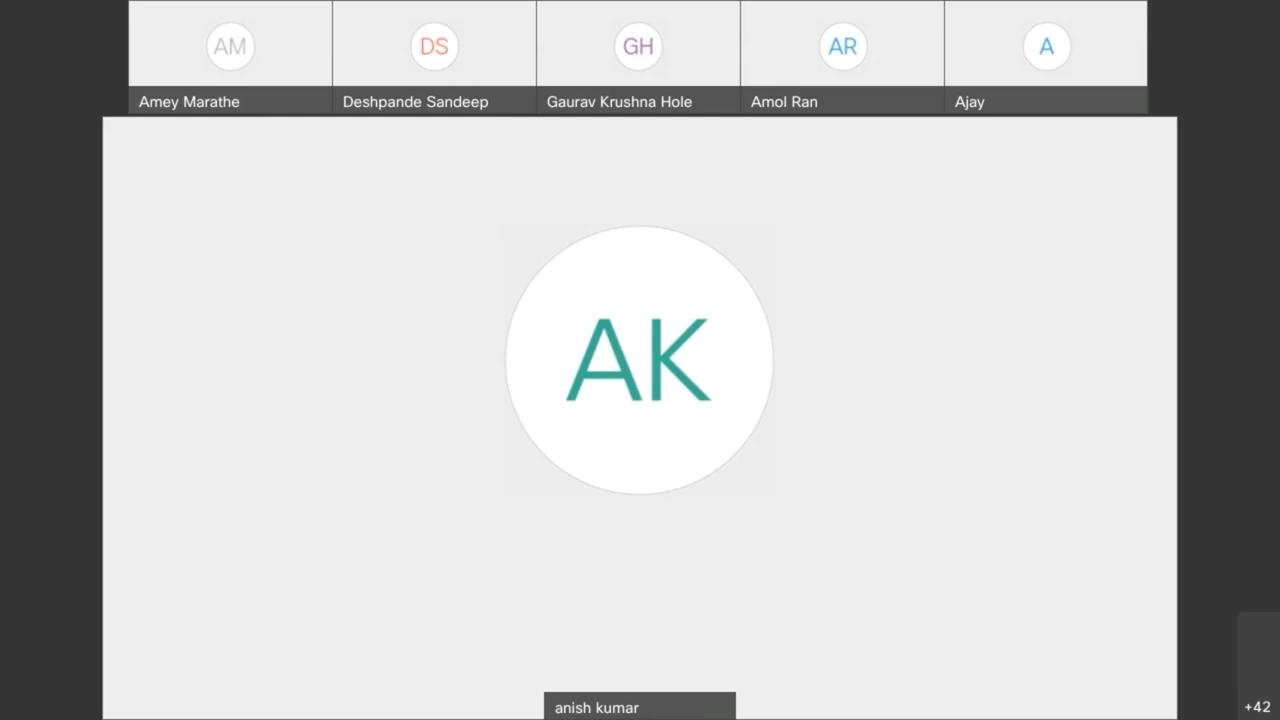 AM
DS
GH
AR
A
Amey Marathe
Deshpande Sandeep
Gaurav Krushna Hole
Amol Ran
Ajay
AK
anish kumar
+42